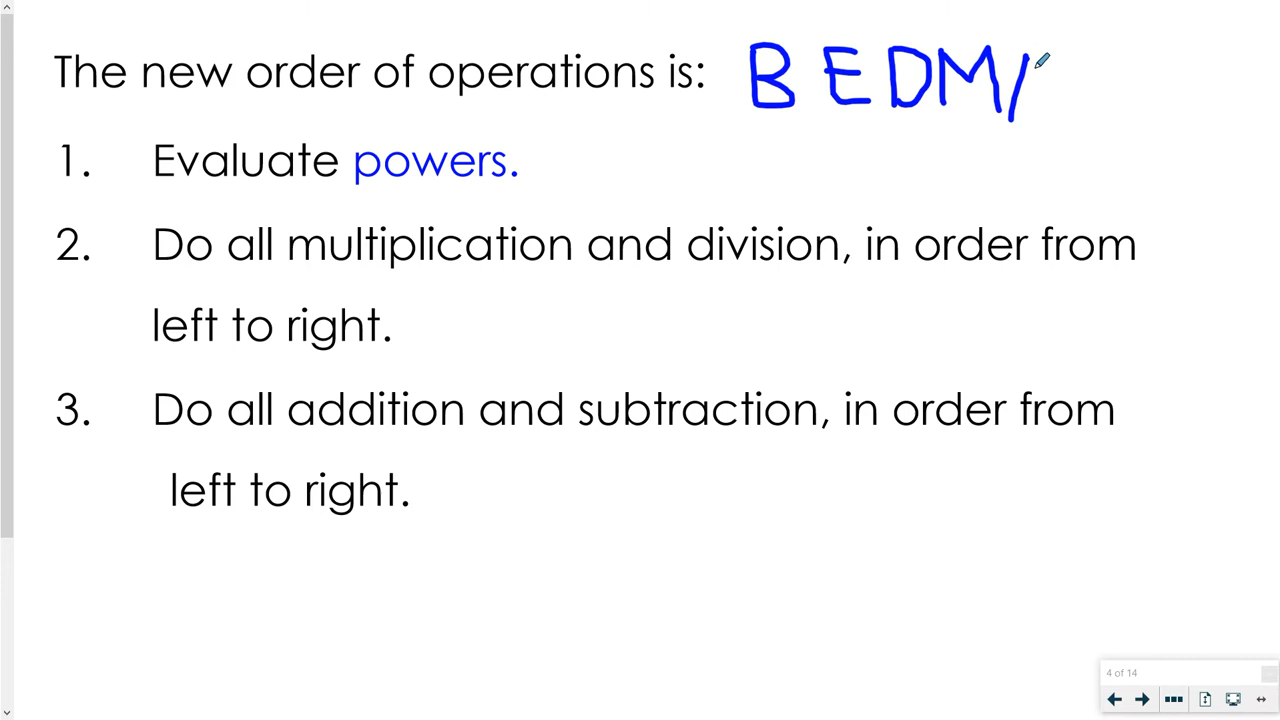 The new order of operations is: BEDM/
1. Evaluate powers.
2. Do all multiplication and division, in order from
left to right.
3. Do all addition and subtraction, in order from
left to right.
4 of 14